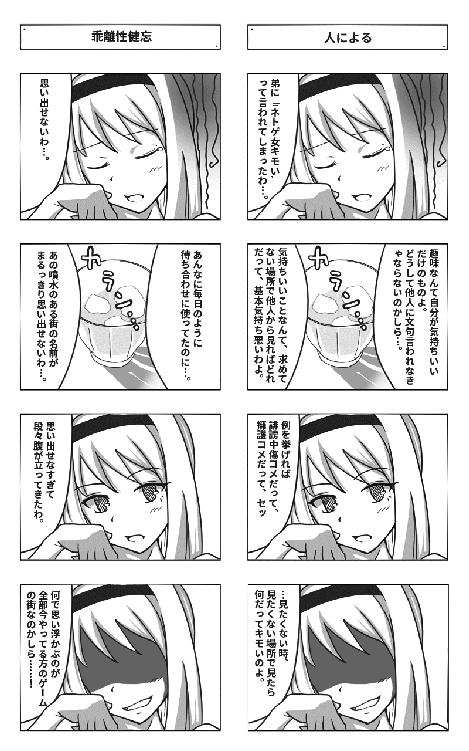 人による
弟に『ネトゲ女キモい』
って言われてしまったわ…。
趣味なんて自分が気持ちいい
だけのものよ。
どうして他人に文句言われなき
ゃならないのかしら…。
気持ちいいことなんて、求めて
ない場所で他人から見ればどれ
だって、基本気持ち悪いわよ。
カラン…。
例を挙げれば
誹謗中傷コメだって、
擁護コメだって、セッ
…見たくない時、
見たくない場所で見たら
何だってキモいのよ。
乖離性健忘
思い出せないわ…。
あんなに毎日のように
待ち合わせに使ってたのに…。
あの噴水のある街の名前が
まるっきり思い出せないわ…。
カラン…。
思い出せなすぎて
段々腹が立ってきたわ。
何で思い浮かぶのが
全部今やってる方のゲーム
の街なのかしら……！